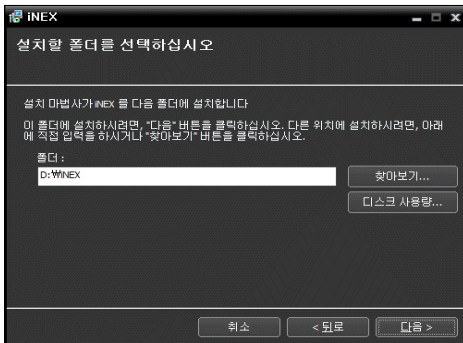 iNEX
설치할 폴더를 선택하십시오
설치 마법사가 iNEX 를 다음 폴더에 설치합니다
이 폴더에 설치하시려면, "다음" 버튼을 클릭하십시오. 다른 위치에 설치하시려면, 아래
에 직접 입력을 하시거나 "찾아보기" 버튼을 클릭하십시오.
폴더 :
D:₩iNEX
찾아보기...
디스크 사용량...
취소
< 뒤로
다음 >